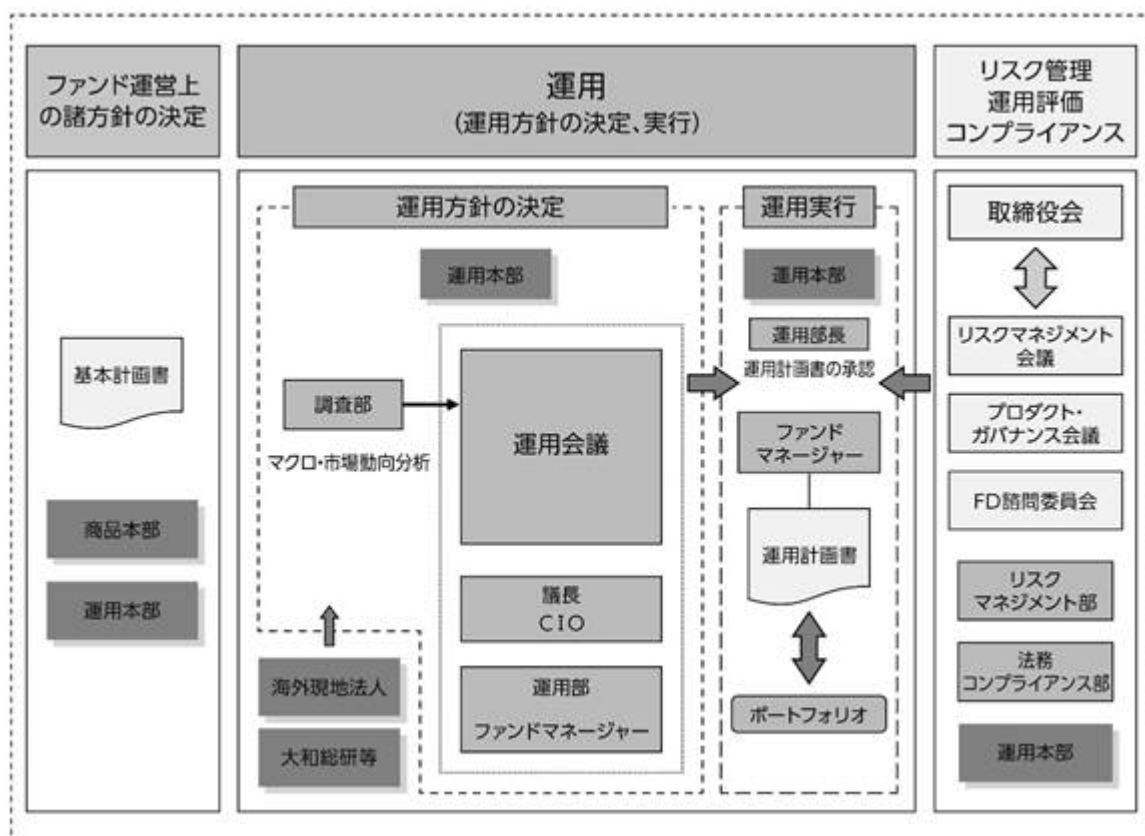 ファンド運営上
の諸方針の決定
運用
(運用方針の決定、実行)
リスク管理
運用評価
コンプライアンス
基本計画書
商品本部
運用本部
運用方針の決定
運用本部
調査部
マクロ・市場動向分析
運用会議
議長
CIO
運用部
ファンドマネージャー
海外現地法人
大和総研等
運用実行
運用本部
運用部長
運用計画書の承認
ファンド
マネージャー
運用計画書
ポートフォリオ
取締役会
リスクマネジメント
会議
プロダクト・
ガバナンス会議
FD諮問委員会
リスク
マネジメント部
法務
コンプライアンス部
運用本部